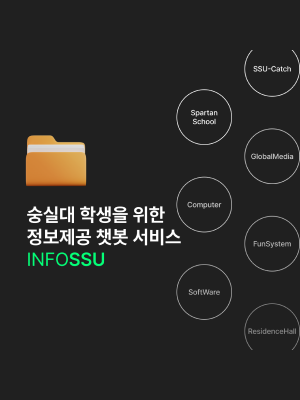 숭실대 학생을 위한
정보제공 챗봇 서비스
INFOSSU
SSU-Catch
Spartan
School
GlobalMedia
Computer
FunSystem
SoftWare
ResidenceHall